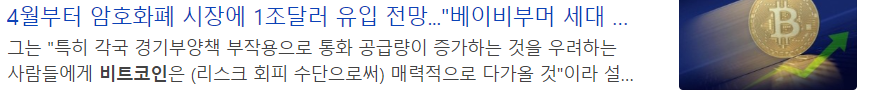 4월부터 암호화폐 시장에 1조달러 유입 전망..."베이비부머 세대 ...
그는 "특히 각국 경기부양책 부작용으로 통화 공급량이 증가하는 것을 우려하는
사람들에게 비트코인은 (리스크 회피 수단으로써) 매력적으로 다가올 것"이라 설...